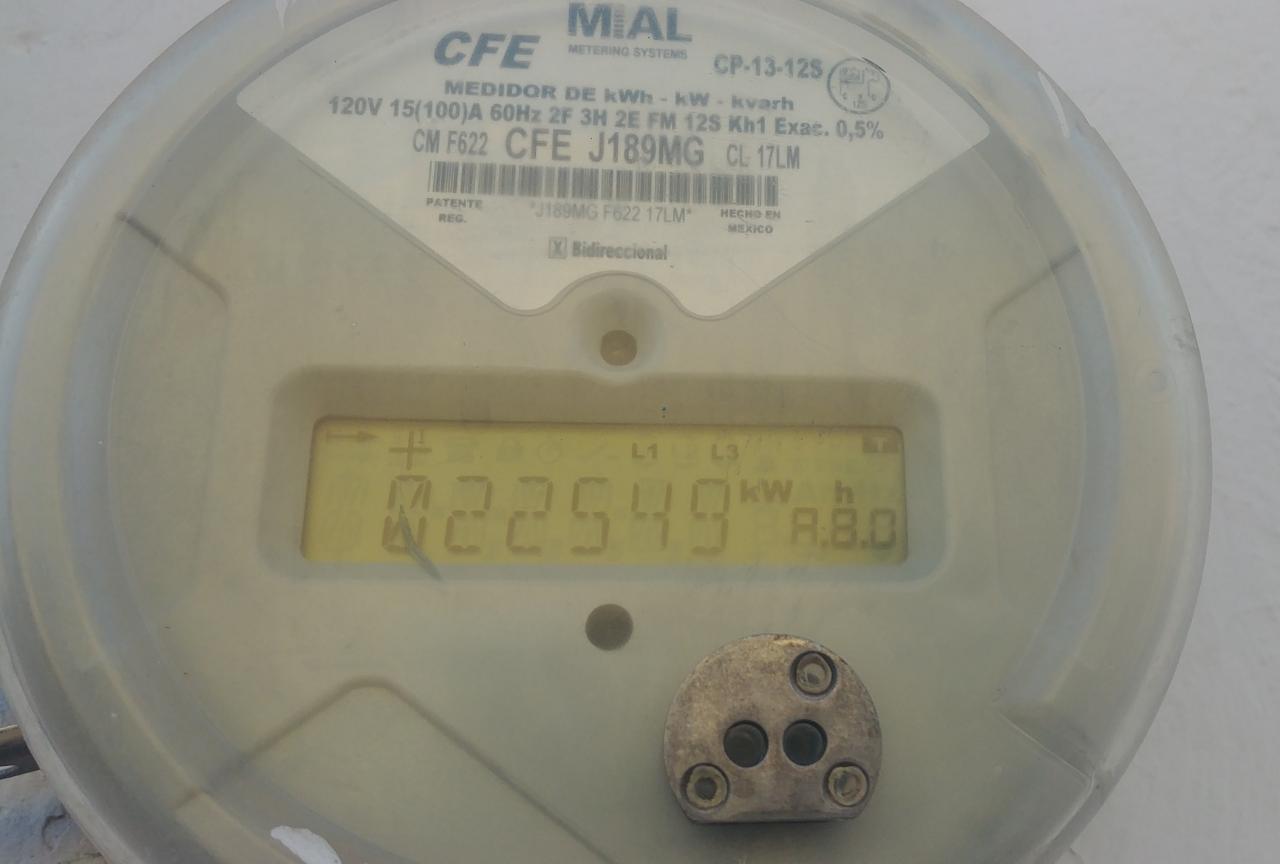 MIAL
METERING SYSTEMS
CFE
CP-13-12S
MEDIDOR DE kWh - kW - kvarh
120V 15(100)A 60Hz 2F 3H 2E FM 12S Kh1 Exac. 0,5%
CM F622 CFE J189MG CL 17LM
PATENTE REG.
*J189MG F622 17LM*
HECHO EN MEXICO
X Bidireccional
L1 L3 T
022549 kW h
A:8.0